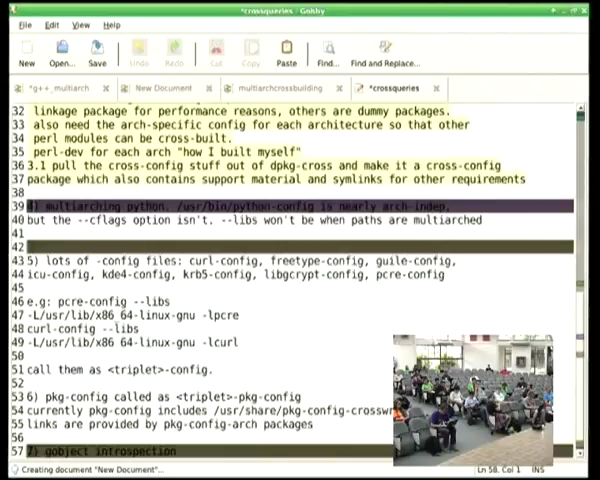 *crossqueries - Gobby
File Edit View Help
New Open... Save Undo Redo Cut Copy Paste Find... Find and Replace...
*g++_multiarch New Document multiarchcrossbuilding *crossqueries
32 linkage package for performance reasons, others are dummy packages.
33 also need the arch-specific config for each architecture so that other
34 perl modules can be cross-built.
35 perl-dev for each arch "how I built myself"
36 3.1 pull the cross-config stuff out of dpkg-cross and make it a cross-config
37 package which also contains support material and symlinks for other requirements
38
39 4) multiarching python. /usr/bin/python-config is nearly arch-indep,
40 but the --cflags option isn't. --libs won't be when paths are multiarched
41
42
43 5) lots of -config files: curl-config, freetype-config, guile-config,
44 icu-config, kde4-config, krb5-config, libgcrypt-config, pcre-config
45
46 e.g: pcre-config --libs
47 -L/usr/lib/x86_64-linux-gnu -lpcre
48 curl-config --libs
49 -L/usr/lib/x86_64-linux-gnu -lcurl
50
51 call them as <triplet>-config.
52
53 6) pkg-config called as <triplet>-pkg-config
54 currently pkg-config includes /usr/share/pkg-config-crosswr
55 links are provided by pkg-config-arch packages
56
57 7) gobject introspection
Creating document "New Document"... Ln 58, Col 1 INS